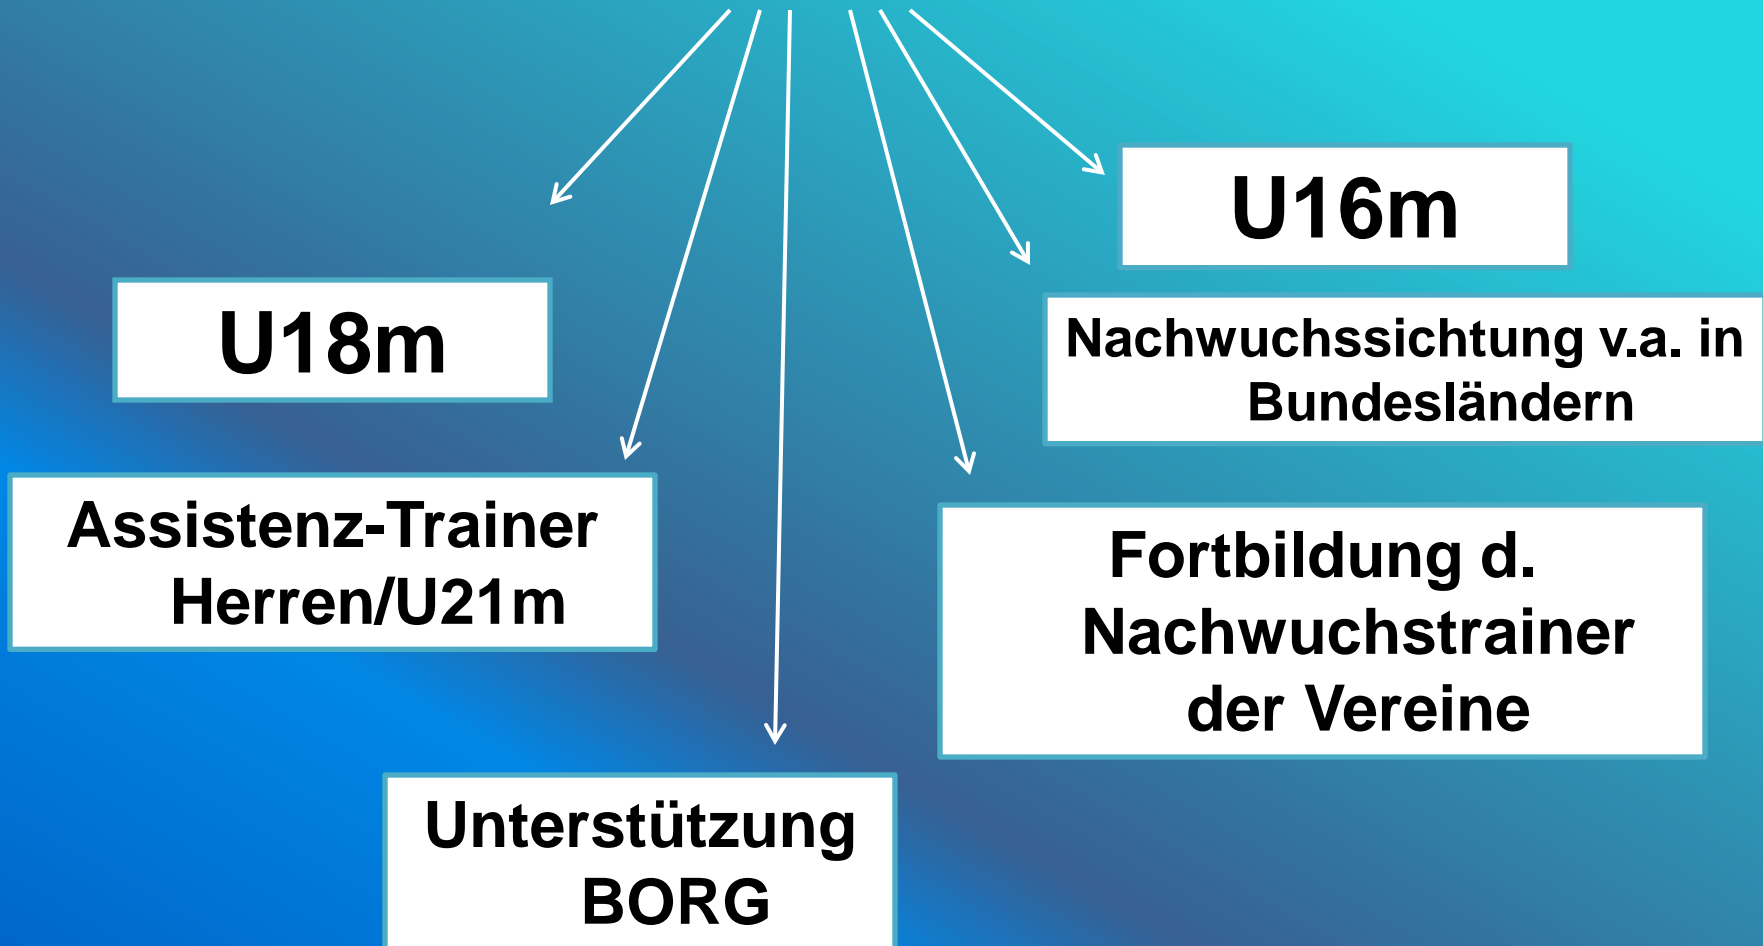 U16m
U18m
Nachwuchssichtung v.a. in
Bundesländern
Assistenz-Trainer
Herren/U21m
Fortbildung d.
Nachwuchstrainer
der Vereine
Unterstützung
BORG